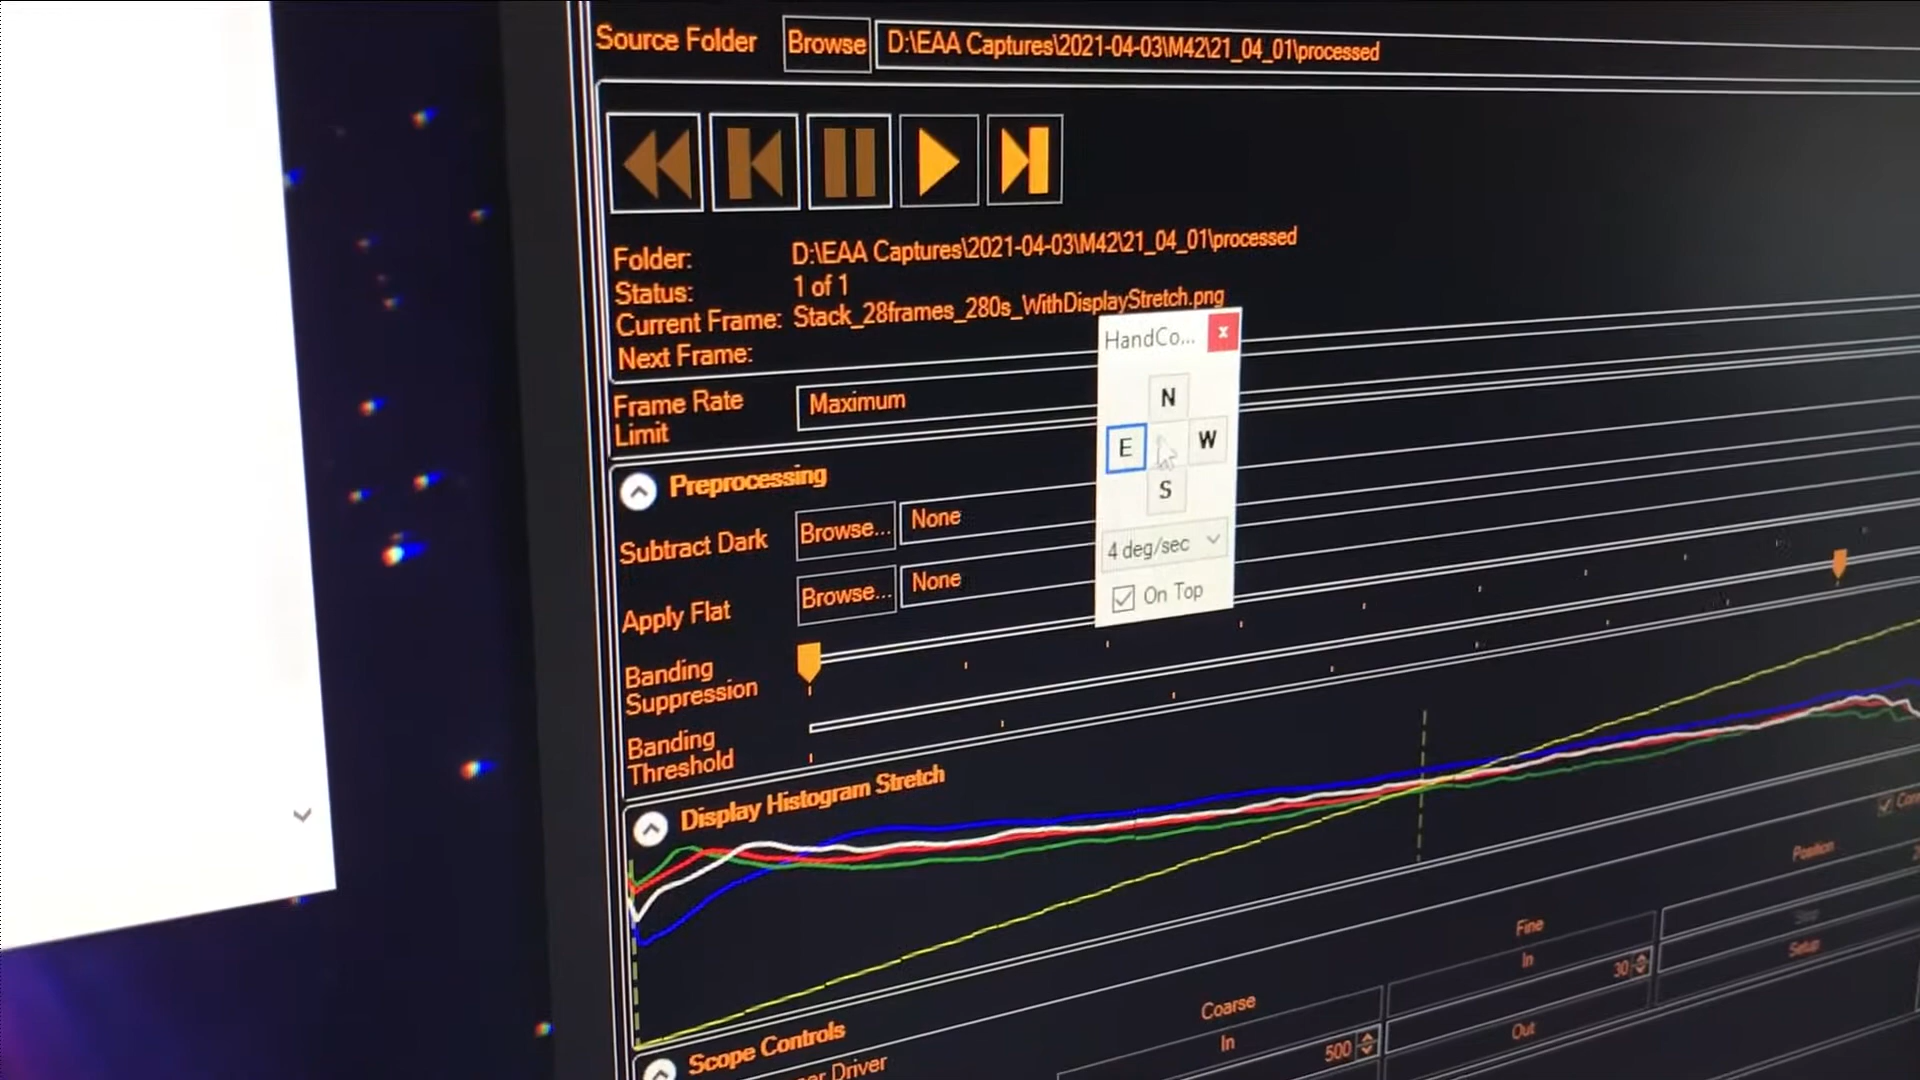 Source Folder Browse D:\EAA Captures\2021-04-03\M42\21_04_01\processed
Folder: D:\EAA Captures\2021-04-03\M42\21_04_01\processed
Status: 1 of 1
Current Frame: Stack_28frames_280s_WithDisplayStretch.png
Next Frame:
HandCo... x
N
E W
S
4 deg/sec
On Top
Frame Rate
Limit
Maximum
Preprocessing
Subtract Dark Browse... None
Apply Flat Browse... None
Banding
Suppression
Banding
Threshold
Display Histogram Stretch
Position
Scope Controls
Driver
Coarse
In 500
Fine
In 30
Out
Setup